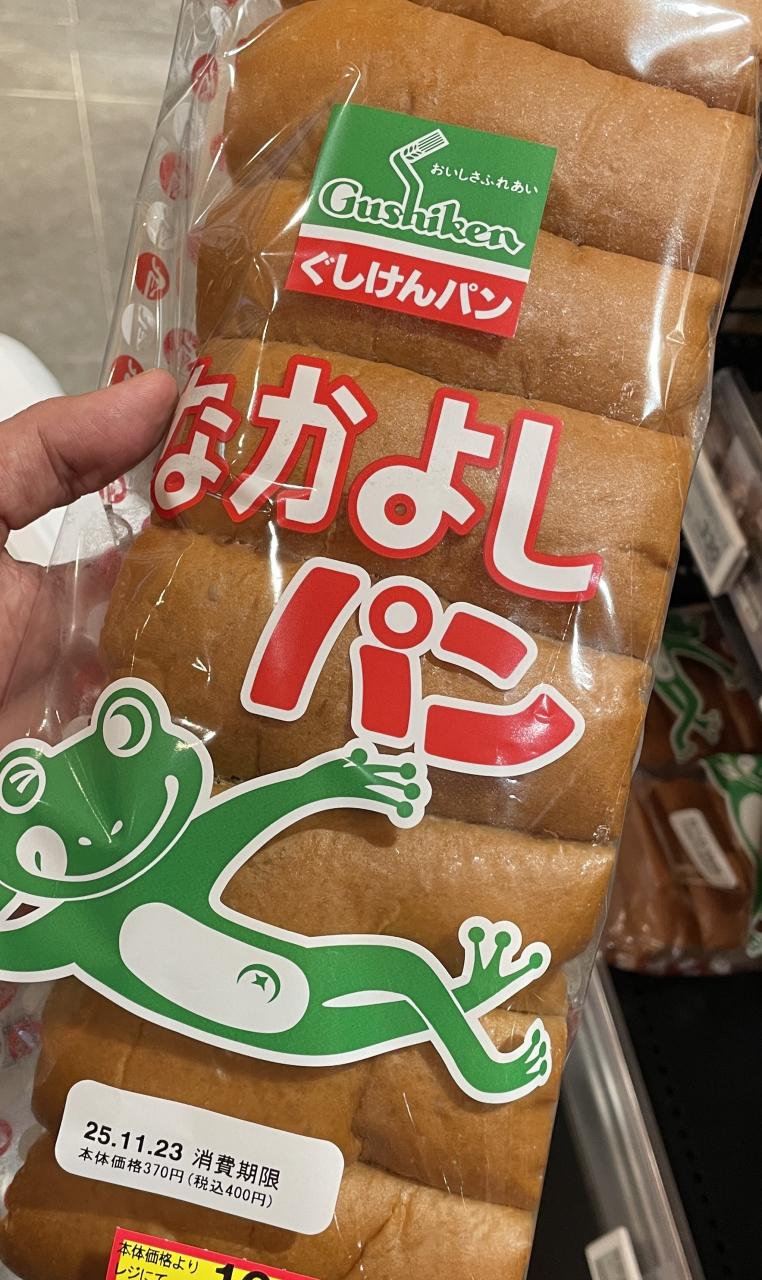 おいしさふれあい
Gushiken
ぐしけんパン
なかよし
パン
25.11.23 消費期限
本体価格370円(税込400円)
本体価格より
レジにて